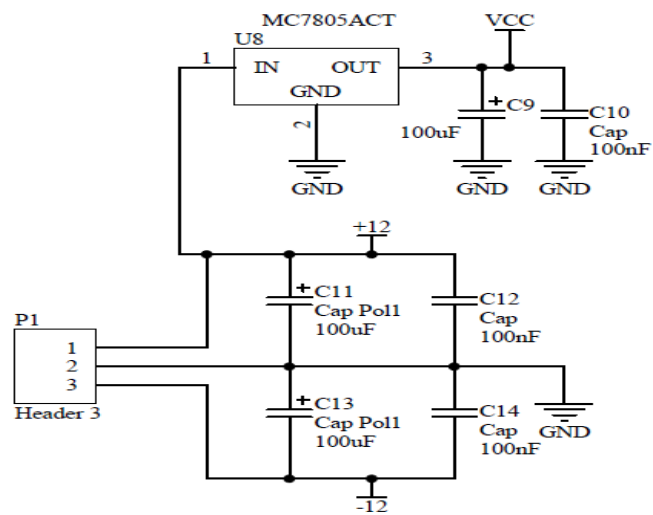 MC7805ACT
U8
1
IN
OUT
3
GND
2
GND
VCC
+
C9
100uF
GND
C10
Cap
100nF
GND
+12
+
C11
Cap Pol1
100uF
C12
Cap
100nF
P1
1
2
3
Header 3
+
C13
Cap Pol1
100uF
C14
Cap
100nF
GND
-12